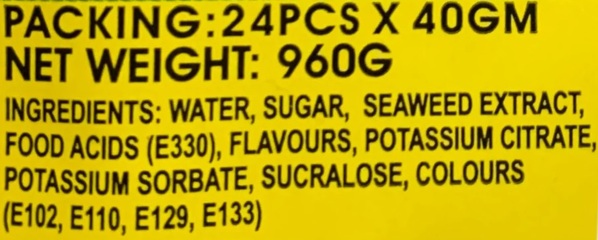 PACKING:24PCS X 40GM
NET WEIGHT: 960G
INGREDIENTS: WATER, SUGAR, SEAWEED EXTRACT,
FOOD ACIDS (E330), FLAVOURS, POTASSIUM CITRATE,
POTASSIUM SORBATE, SUCRALOSE, COLOURS
(E102, E110, E129, E133)